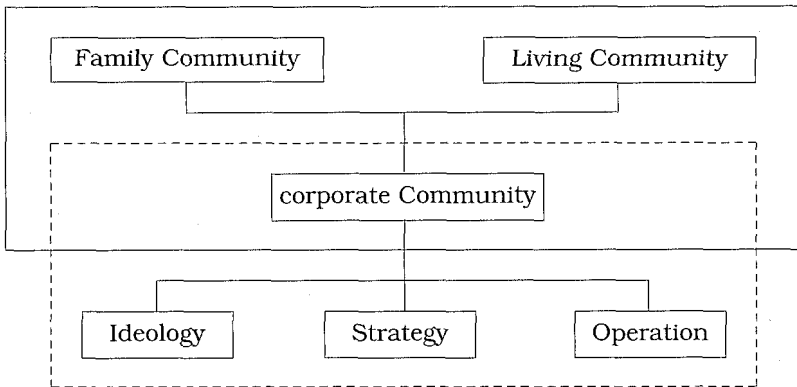 Family Community
Living Community
corporate Community
Ideology
Strategy
Operation